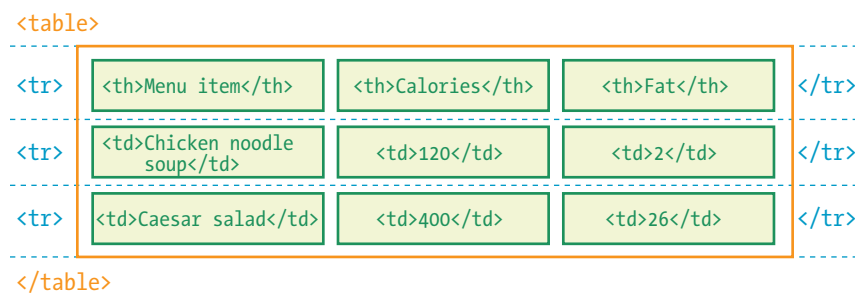 <table>
<tr> <th>Menu item</th> <th>Calories</th> <th>Fat</th> </tr>
<tr> <td>Chicken noodle soup</td> <td>120</td> <td>2</td> </tr>
<tr> <td>Caesar salad</td> <td>400</td> <td>26</td> </tr>
</table>